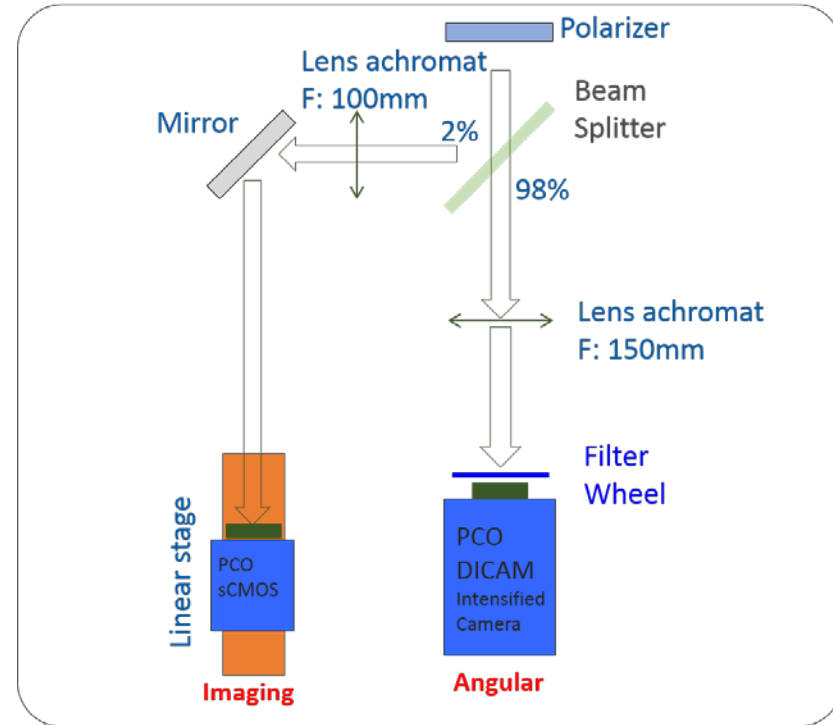 Polarizer
Lens achromat
F: 100mm
Beam
Splitter
Mirror
2%
98%
Lens achromat
F: 150mm
Filter
Wheel
Linear stage
PCO
sCMOS
PCO
DICAM
Intensified
Camera
Imaging
Angular